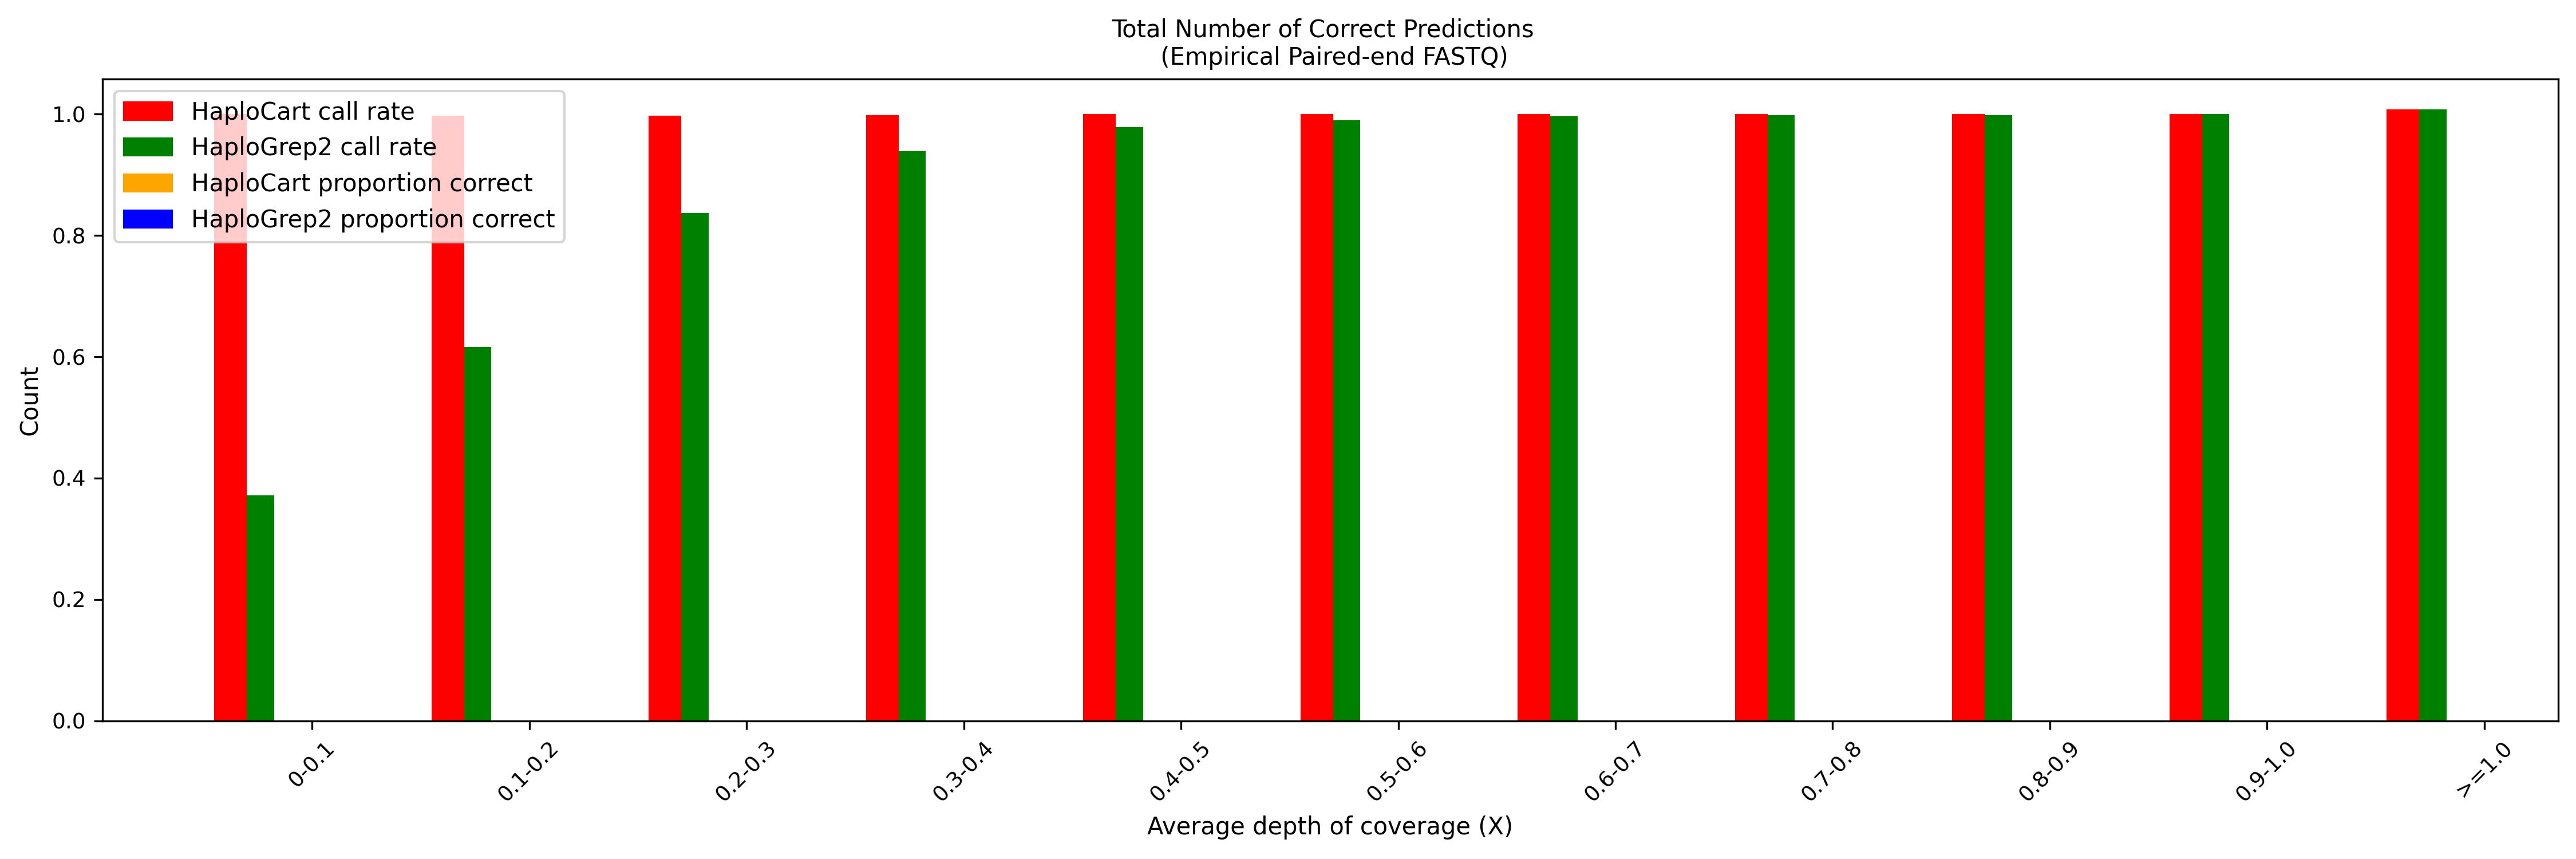 Total Number of Correct Predictions
(Empirical Paired-end FASTQ)
HaploCart call rate
HaploGrep2 call rate
HaploCart proportion correct
HaploGrep2 proportion correct
Count
1.0
0.8
0.6
0.4
0.2
0.0
0-0.1
0.1-0.2
0.2-0.3
0.3-0.4
0.4-0.5
0.5-0.6
0.6-0.7
0.7-0.8
0.8-0.9
0.9-1.0
>=1.0
Average depth of coverage (X)